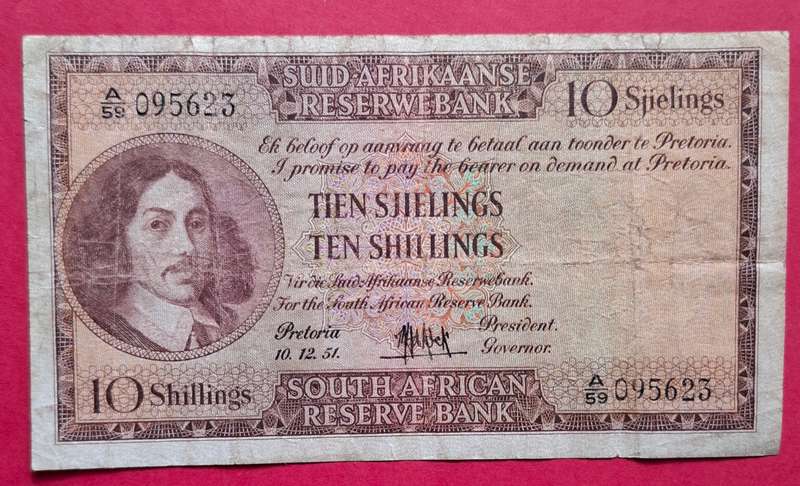 SUID-AFRIKAANSE
RESERWEBANK
A/59 095623
10 Sjielings
Ek beloof op aanvrang te betaal aan toonder te Pretoria.
I promise to pay the bearer on demand at Pretoria.
TIEN SJIELINGS
TEN SHILLINGS
Vir die Suid-Afrikaanse Reserwebank.
For the South African Reserve Bank.
Pretoria
10.12.51.
President.
Governor.
10 Shillings
SOUTH AFRICAN
RESERVE BANK
A/59 095623